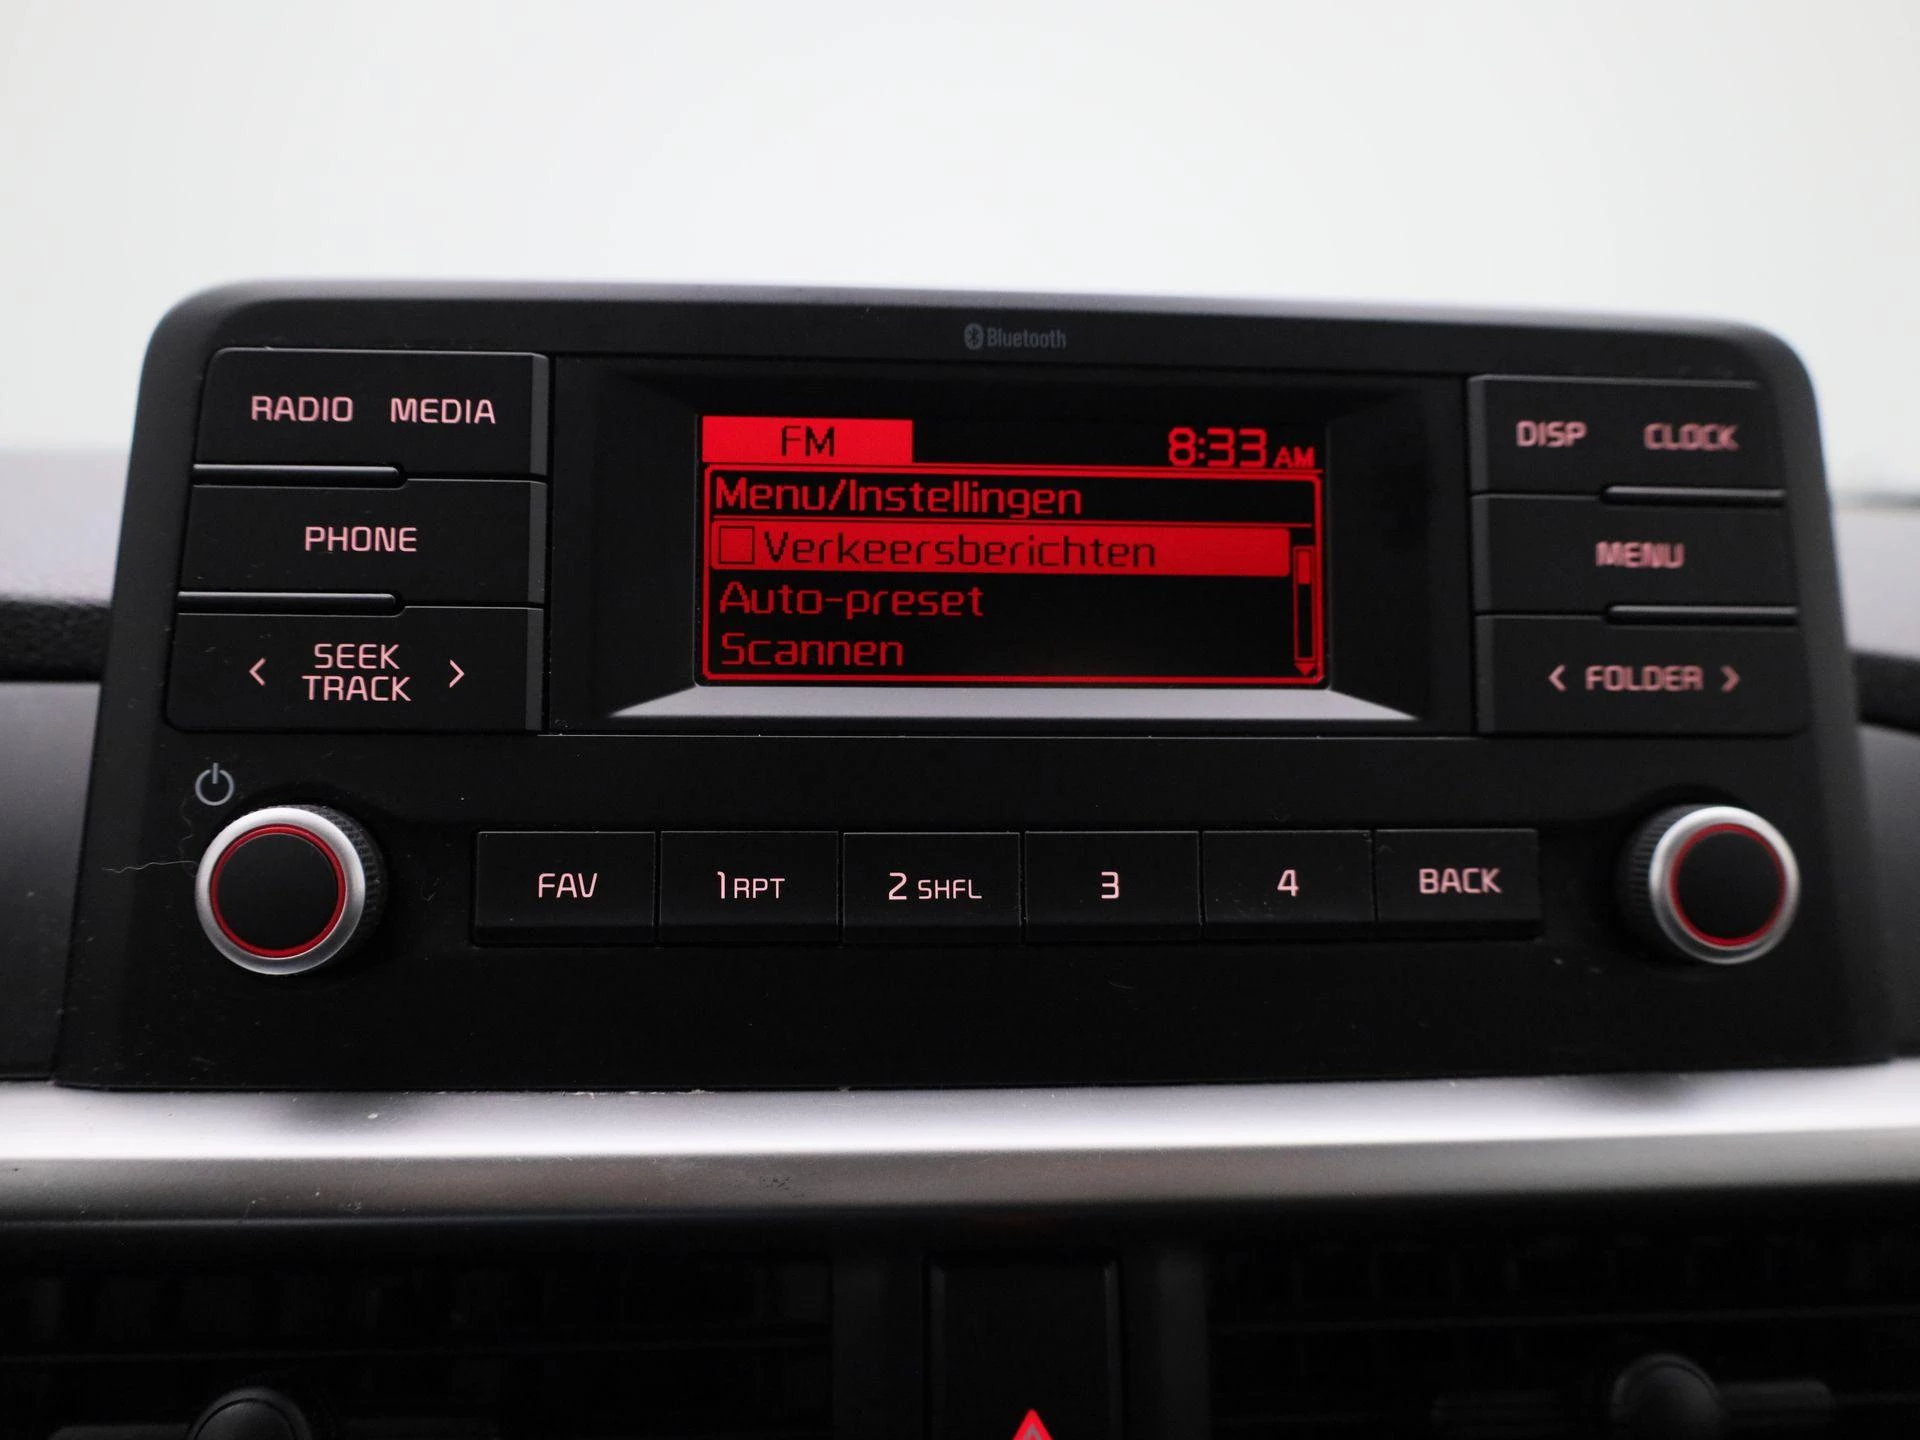 Bluetooth
RADIO MEDIA
PHONE
< SEEK TRACK >
FM 8:33 AM
Menu/Instellingen
Verkeersberichten
Auto-preset
Scannen
DISP CLOCK
MENU
< FOLDER >
FAV 1 RPT 2 SHFL 3 4 BACK